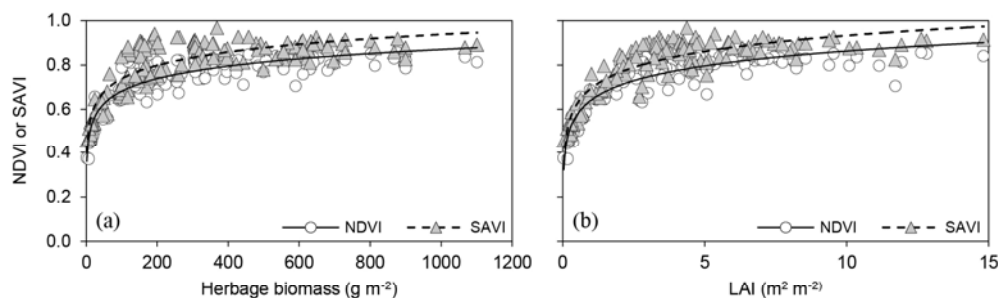 NDVI or SAVI
1.0
0.8
0.6
0.4
0.2
0.0
(a)
NDVI
SAVI
0 200 400 600 800 1000 1200
Herbage biomass (g m⁻²)
(b)
NDVI
SAVI
0 5 10 15
LAI (m² m⁻²)